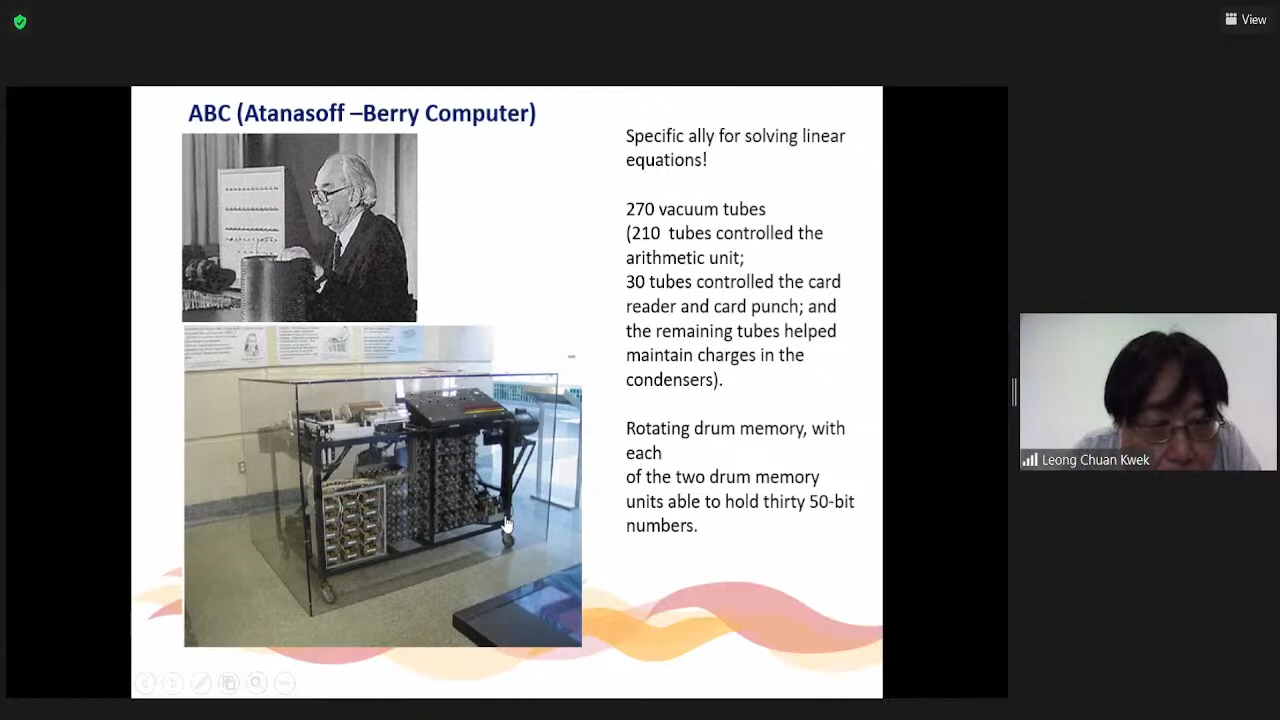 View
ABC (Atanasoff –Berry Computer)
Specific ally for solving linear
equations!
270 vacuum tubes
(210 tubes controlled the
arithmetic unit;
30 tubes controlled the card
reader and card punch; and
the remaining tubes helped
maintain charges in the
condensers).
Rotating drum memory, with
each
of the two drum memory
units able to hold thirty 50-bit
numbers.
Leong Chuan Kwek